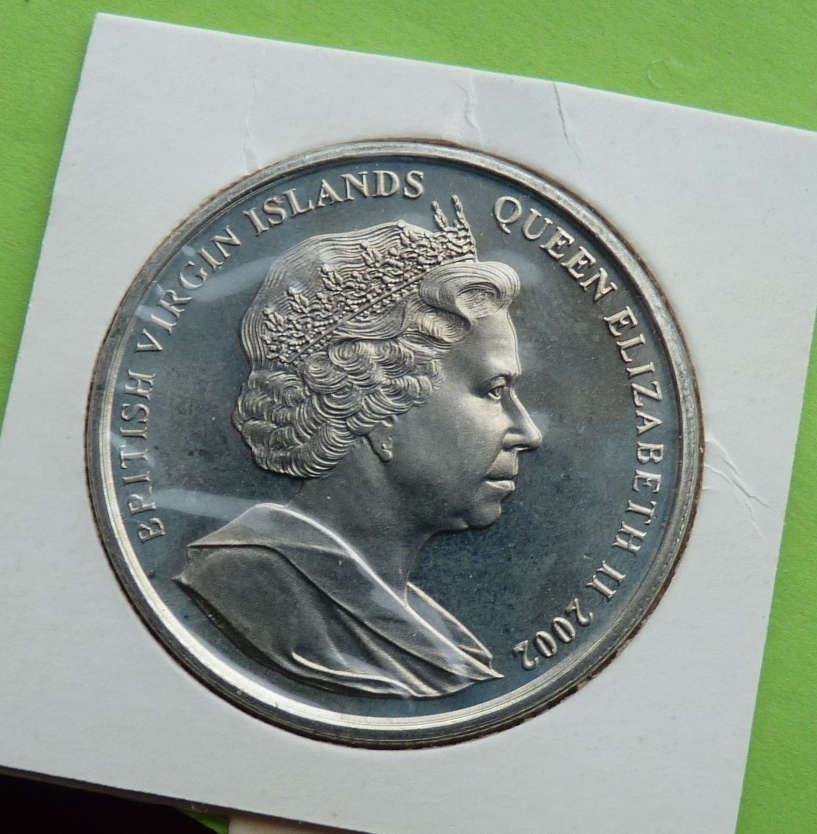 BRITISH VIRGIN ISLANDS
QUEEN ELIZABETH II 2002